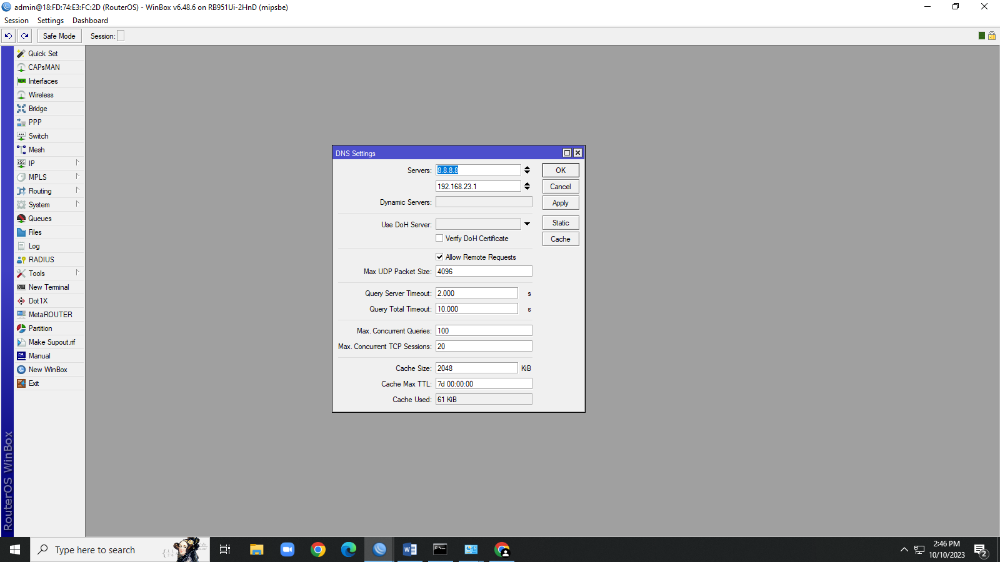 admin@18:FD:74:E3:FC:2D (RouterOS) - WinBox v6.48.6 on RB951Ui-2HnD (mipsbe)
Session Settings Dashboard
Safe Mode Session:
Quick Set
CAPsMAN
Interfaces
Wireless
Bridge
PPP
Switch
Mesh
IP
MPLS
Routing
System
Queues
Files
Log
RADIUS
Tools
New Terminal
Dot1X
MetaROUTER
Partition
Make Supout.rif
Manual
New WinBox
Exit
RouterOS WinBox
DNS Settings
Servers: 8.8.8.8
192.168.23.1
Dynamic Servers:
Use DoH Server:
Verify DoH Certificate
Allow Remote Requests
Max UDP Packet Size: 4096
Query Server Timeout: 2.000 s
Query Total Timeout: 10.000 s
Max. Concurrent Queries: 100
Max. Concurrent TCP Sessions: 20
Cache Size: 2048 KiB
Cache Max TTL: 7d 00:00:00
Cache Used: 61 KiB
OK
Cancel
Apply
Static
Cache
Type here to search
2:46 PM
10/10/2023
2